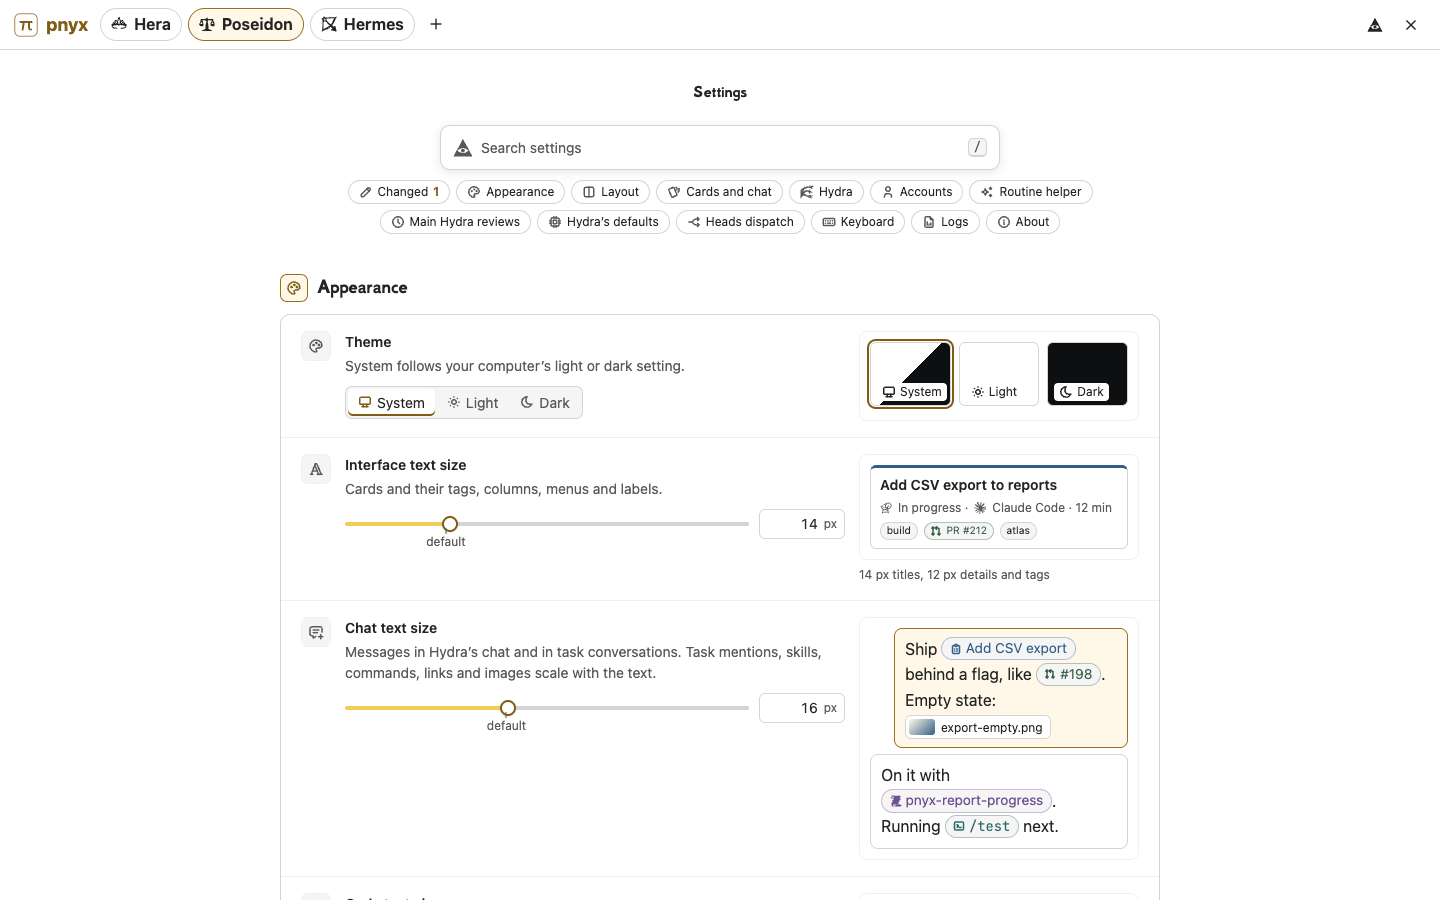 π pnyx Hera Poseidon Hermes +
Settings
Search settings /
Changed 1 Appearance Layout Cards and chat Hydra Accounts Routine helper
Main Hydra reviews Hydra’s defaults Heads dispatch Keyboard Logs About
Appearance
Theme
System follows your computer’s light or dark setting.
System Light Dark
System Light Dark
Interface text size
Cards and their tags, columns, menus and labels.
14 px
default
Add CSV export to reports
In progress · Claude Code · 12 min
build PR #212 atlas
14 px titles, 12 px details and tags
Chat text size
Messages in Hydra’s chat and in task conversations. Task mentions, skills,
commands, links and images scale with the text.
16 px
default
Ship Add CSV export
behind a flag, like #198.
Empty state:
export-empty.png
On it with
pnyx-report-progress.
Running /test next.